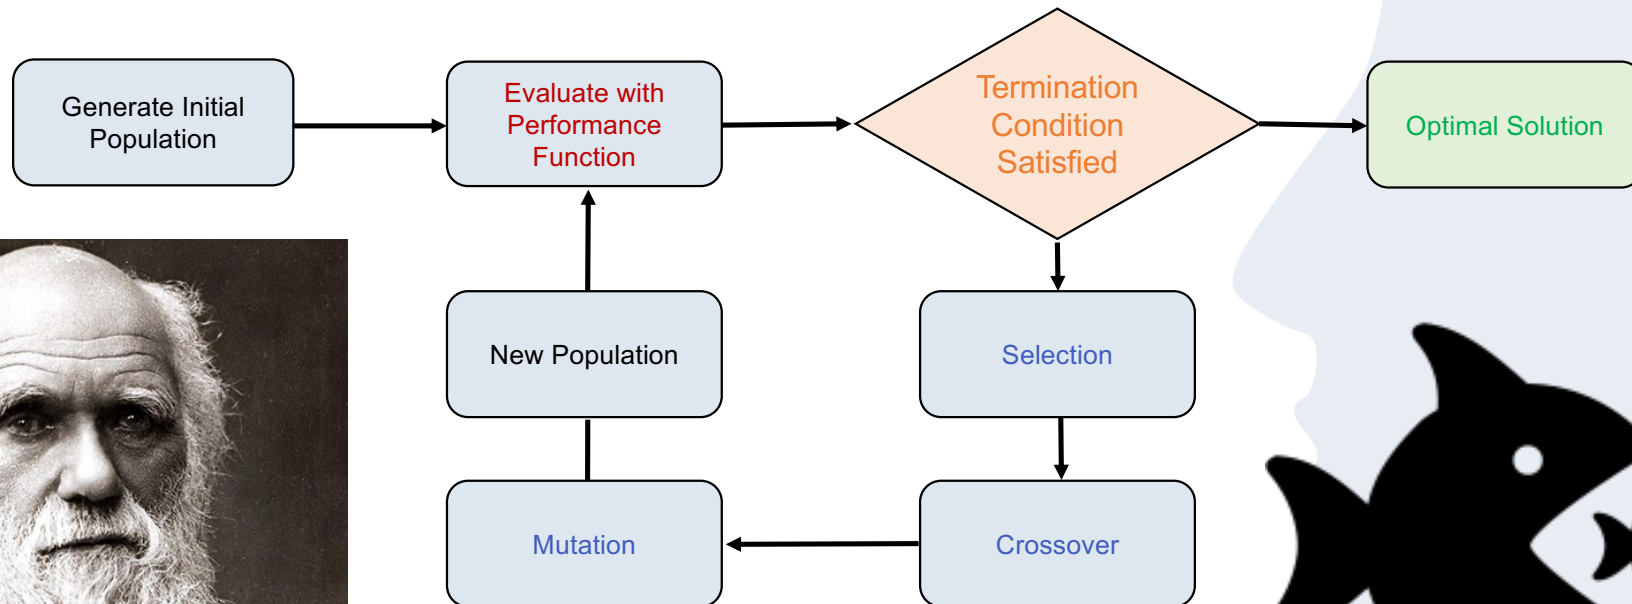 Generate Initial
Population
Evaluate with
Performance
Function
Termination
Condition
Satisfied
Optimal Solution
New Population
Selection
Mutation
Crossover